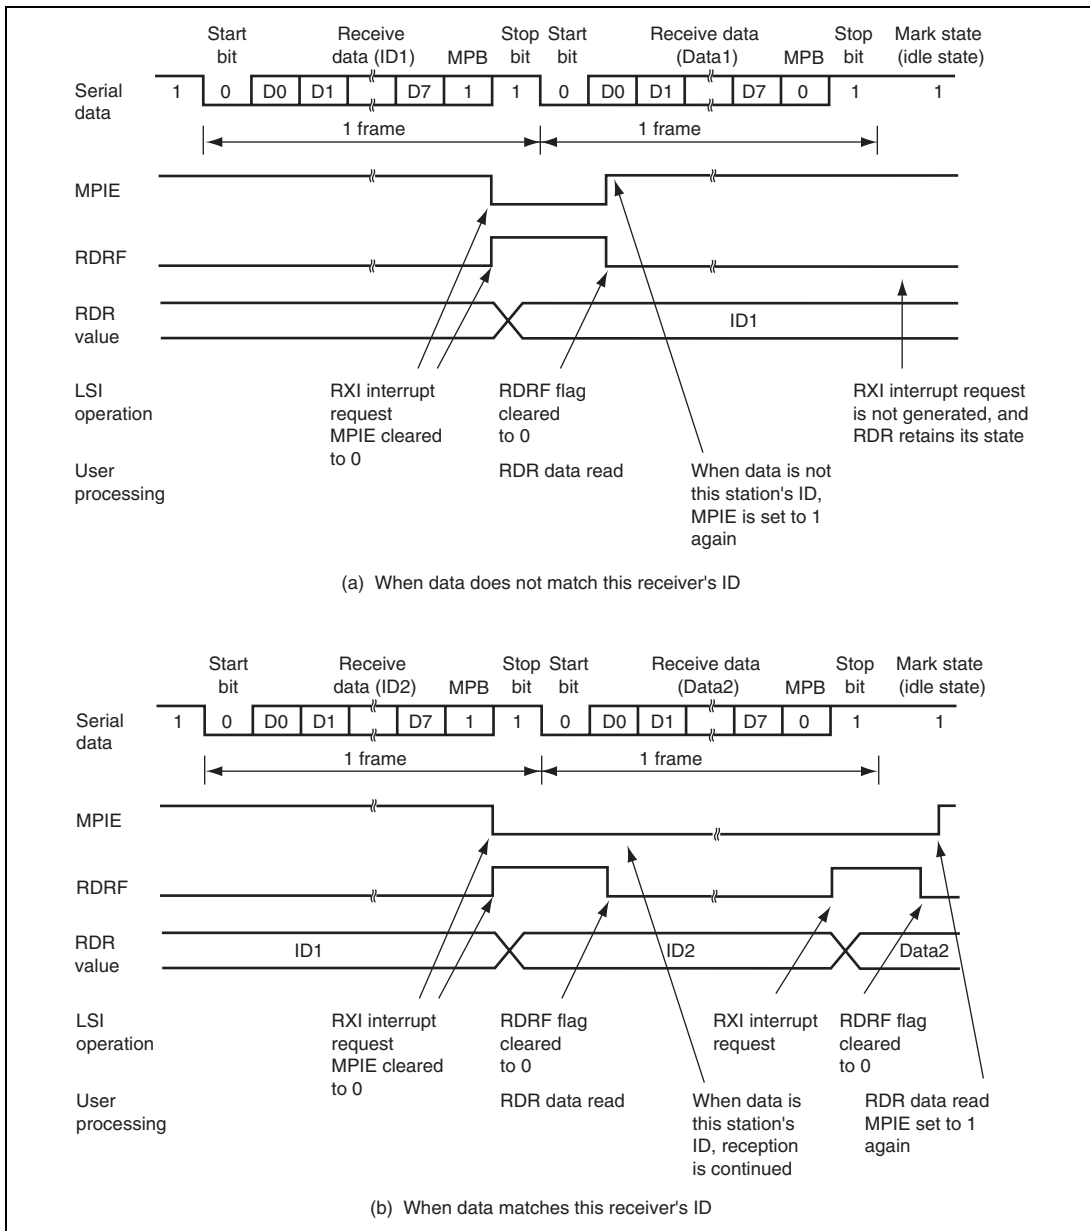 Start bit Receive data (ID1) MPB Stop bit Start bit Receive data (Data1) MPB Stop bit Mark state (idle state)
Serial data 1 0 D0 D1 D7 1 1 0 D0 D1 D7 0 1 1
1 frame 1 frame
MPIE
RDRF
RDR value ID1
LSI operation RXI interrupt request MPIE cleared to 0 RDRF flag cleared to 0 RXI interrupt request is not generated, and RDR retains its state
User processing RDR data read When data is not this station's ID, MPIE is set to 1 again
(a) When data does not match this receiver's ID
Start bit Receive data (ID2) MPB Stop bit Start bit Receive data (Data2) MPB Stop bit Mark state (idle state)
Serial data 1 0 D0 D1 D7 1 1 0 D0 D1 D7 0 1 1
1 frame 1 frame
MPIE
RDRF
RDR value ID1 ID2 Data2
LSI operation RXI interrupt request MPIE cleared to 0 RDRF flag cleared to 0 RXI interrupt request RDRF flag cleared to 0
User processing RDR data read When data is this station's ID, reception is continued RDR data read MPIE set to 1 again
(b) When data matches this receiver's ID